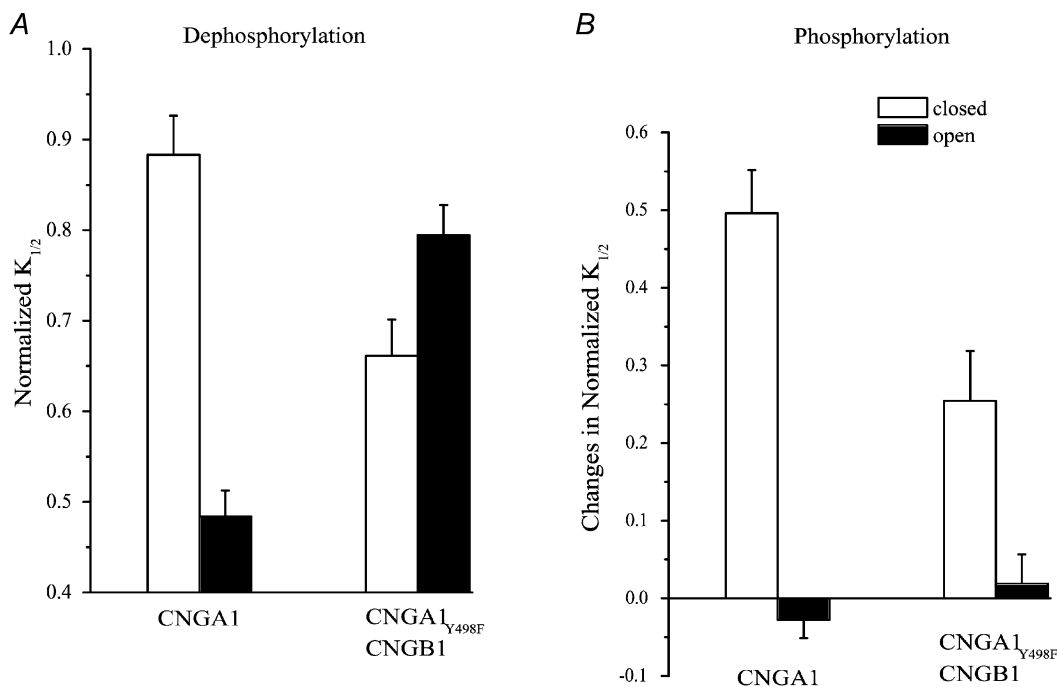 A
Dephosphorylation
Normalized K1/2
1.0
0.9
0.8
0.7
0.6
0.5
0.4
CNGA1
CNGA1Y498F
CNGB1
B
Phosphorylation
closed
open
Changes in Normalized K1/2
0.6
0.5
0.4
0.3
0.2
0.1
0.0
-0.1
CNGA1
CNGA1Y498F
CNGB1